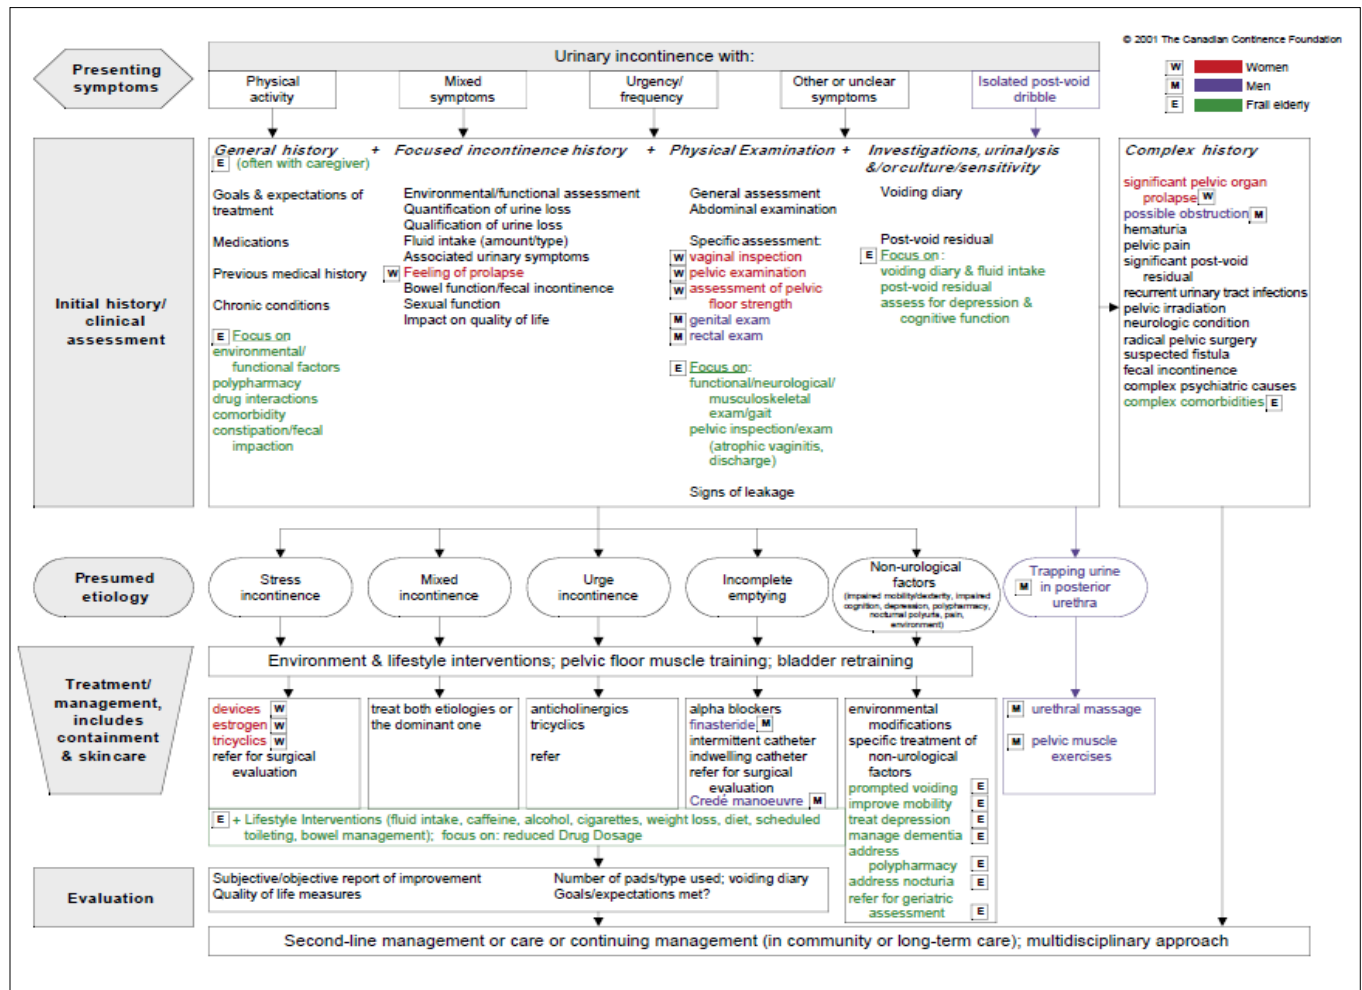 © 2001 The Canadian Continence Foundation
W Women
M Men
E Frail elderly
Presenting
symptoms
Urinary incontinence with:
Physical
activity
Mixed
symptoms
Urgency/
frequency
Other or unclear
symptoms
Isolated post-void
dribble
Initial history/
clinical
assessment
General history +
E (often with caregiver)
Goals & expectations of
treatment
Medications
Previous medical history
Chronic conditions
E Focus on
environmental/
functional factors
polypharmacy
drug interactions
comorbidity
constipation/fecal
impaction
Focused incontinence history +
Environmental/functional assessment
Quantification of urine loss
Qualification of urine loss
Fluid intake (amount/type)
Associated urinary symptoms
W Feeling of prolapse
Bowel function/fecal incontinence
Sexual function
Impact on quality of life
Physical Examination +
General assessment
Abdominal examination
Specific assessment:
W vaginal inspection
W pelvic examination
W assessment of pelvic
floor strength
M genital exam
M rectal exam
E Focus on:
functional/neurological/
musculoskeletal
exam/gait
pelvic inspection/exam
(atrophic vaginitis,
discharge)
Signs of leakage
Investigations, urinalysis
&/orculture/sensitivity
Voiding diary
Post-void residual
E Focus on:
voiding diary & fluid intake
post-void residual
assess for depression &
cognitive function
Complex history
significant pelvic organ
prolapse W
possible obstruction M
hematuria
pelvic pain
significant post-void
residual
recurrent urinary tract infections
pelvic irradiation
neurologic condition
radical pelvic surgery
suspected fistula
fecal incontinence
complex psychiatric causes
complex comorbidities E
Presumed
etiology
Stress
incontinence
Mixed
incontinence
Urge
incontinence
Incomplete
emptying
Non-urological
factors
(impaired mobility/dexterity, impaired
cognition, depression, polypharmacy,
nocturnal polyuria, pain,
environment)
Trapping urine
M in posterior
urethra
Treatment/
management,
includes
containment
& skin care
Environment & lifestyle interventions; pelvic floor muscle training; bladder retraining
devices W
estrogen W
tricyclics W
refer for surgical
evaluation
treat both etiologies or
the dominant one
anticholinergics
tricyclics
refer
alpha blockers
finasteride M
intermittent catheter
indwelling catheter
refer for surgical
evaluation
Credé manoeuvre M
environmental
modifications
specific treatment of
non-urological
factors
prompted voiding E
improve mobility E
treat depression E
manage dementia E
address
polypharmacy E
address nocturia E
refer for geriatric
assessment E
M urethral massage
M pelvic muscle
exercises
E + Lifestyle Interventions (fluid intake, caffeine, alcohol, cigarettes, weight loss, diet, scheduled
toileting, bowel management); focus on: reduced Drug Dosage
Evaluation
Subjective/objective report of improvement
Quality of life measures
Number of pads/type used; voiding diary
Goals/expectations met?
Second-line management or care or continuing management (in community or long-term care); multidisciplinary approach